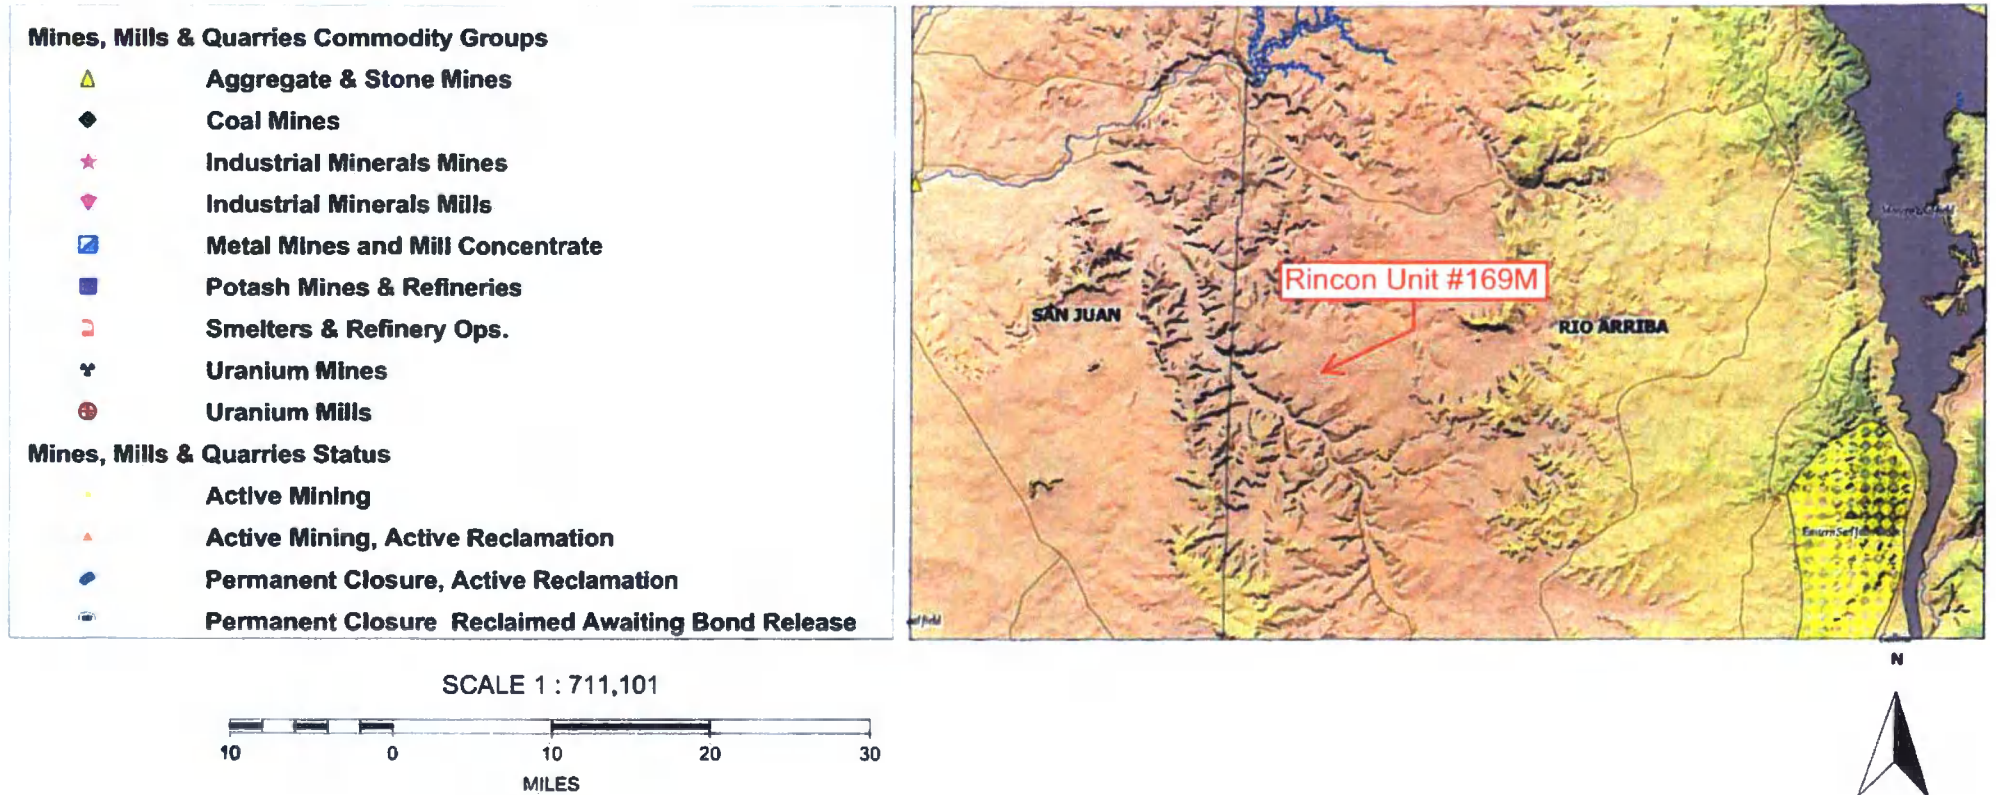 Mines, Mills & Quarries Commodity Groups
Aggregate & Stone Mines
Coal Mines
Industrial Minerals Mines
Industrial Minerals Mills
Metal Mines and Mill Concentrate
Potash Mines & Refineries
Smelters & Refinery Ops.
Uranium Mines
Uranium Mills
Mines, Mills & Quarries Status
Active Mining
Active Mining, Active Reclamation
Permanent Closure, Active Reclamation
Permanent Closure Reclaimed Awaiting Bond Release
Rincon Unit #169M
SAN JUAN
RIO ARRIBA
SCALE 1 : 711,101
10 0 10 20 30
MILES
N